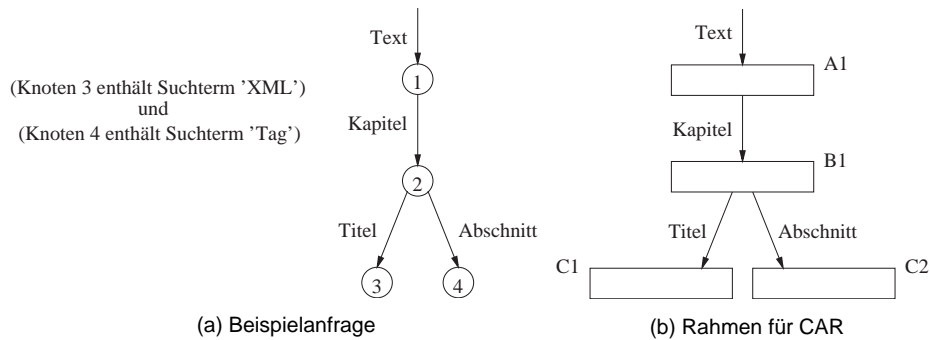 (Knoten 3 enthält Suchterm ’XML’)
und
(Knoten 4 enthält Suchterm ’Tag’)
Text
1
Kapitel
2
Titel
Abschnitt
3
4
(a) Beispielanfrage
Text
A1
Kapitel
B1
Titel
Abschnitt
C1
C2
(b) Rahmen für CAR